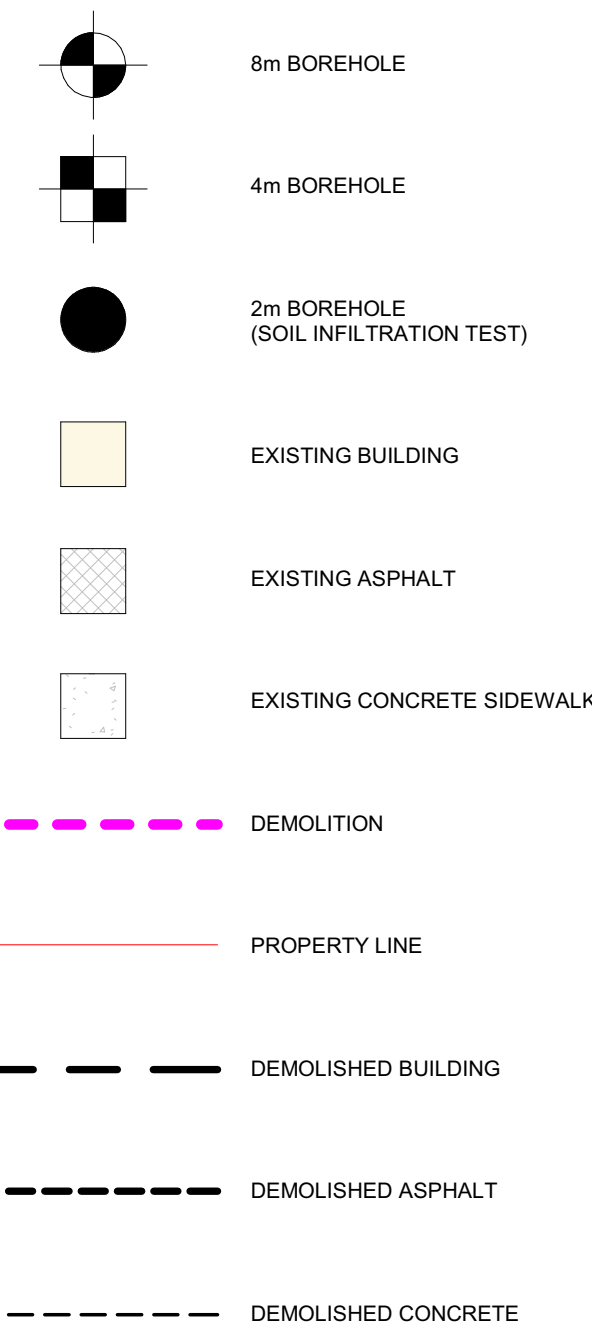 8m BOREHOLE
4m BOREHOLE
2m BOREHOLE
(SOIL INFILTRATION TEST)
EXISTING BUILDING
EXISTING ASPHALT
EXISTING CONCRETE SIDEWALK
DEMOLITION
PROPERTY LINE
DEMOLISHED BUILDING
DEMOLISHED ASPHALT
DEMOLISHED CONCRETE